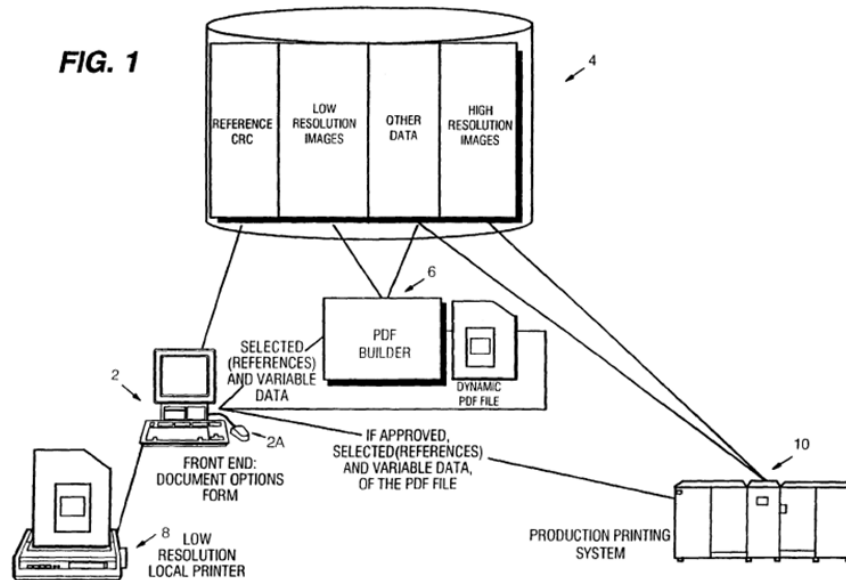 FIG. 1
4
REFERENCE
CRC
LOW
RESOLUTION
IMAGES
OTHER
DATA
HIGH
RESOLUTION
IMAGES
6
PDF
BUILDER
DYNAMIC
PDF FILE
SELECTED
(REFERENCES)
AND VARIABLE
DATA
2
2A
FRONT END:
DOCUMENT OPTIONS
FORM
IF APPROVED,
SELECTED(REFERENCES)
AND VARIABLE DATA,
OF THE PDF FILE
10
PRODUCTION PRINTING
SYSTEM
8
LOW
RESOLUTION
LOCAL PRINTER